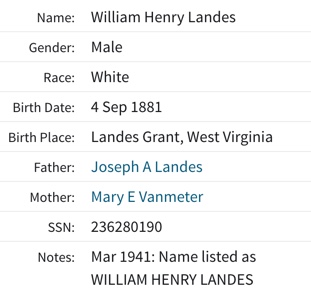 Name: William Henry Landes
Gender: Male
Race: White
Birth Date: 4 Sep 1881
Birth Place: Landes Grant, West Virginia
Father: Joseph A Landes
Mother: Mary E Vanmeter
SSN: 236280190
Notes: Mar 1941: Name listed as
WILLIAM HENRY LANDES